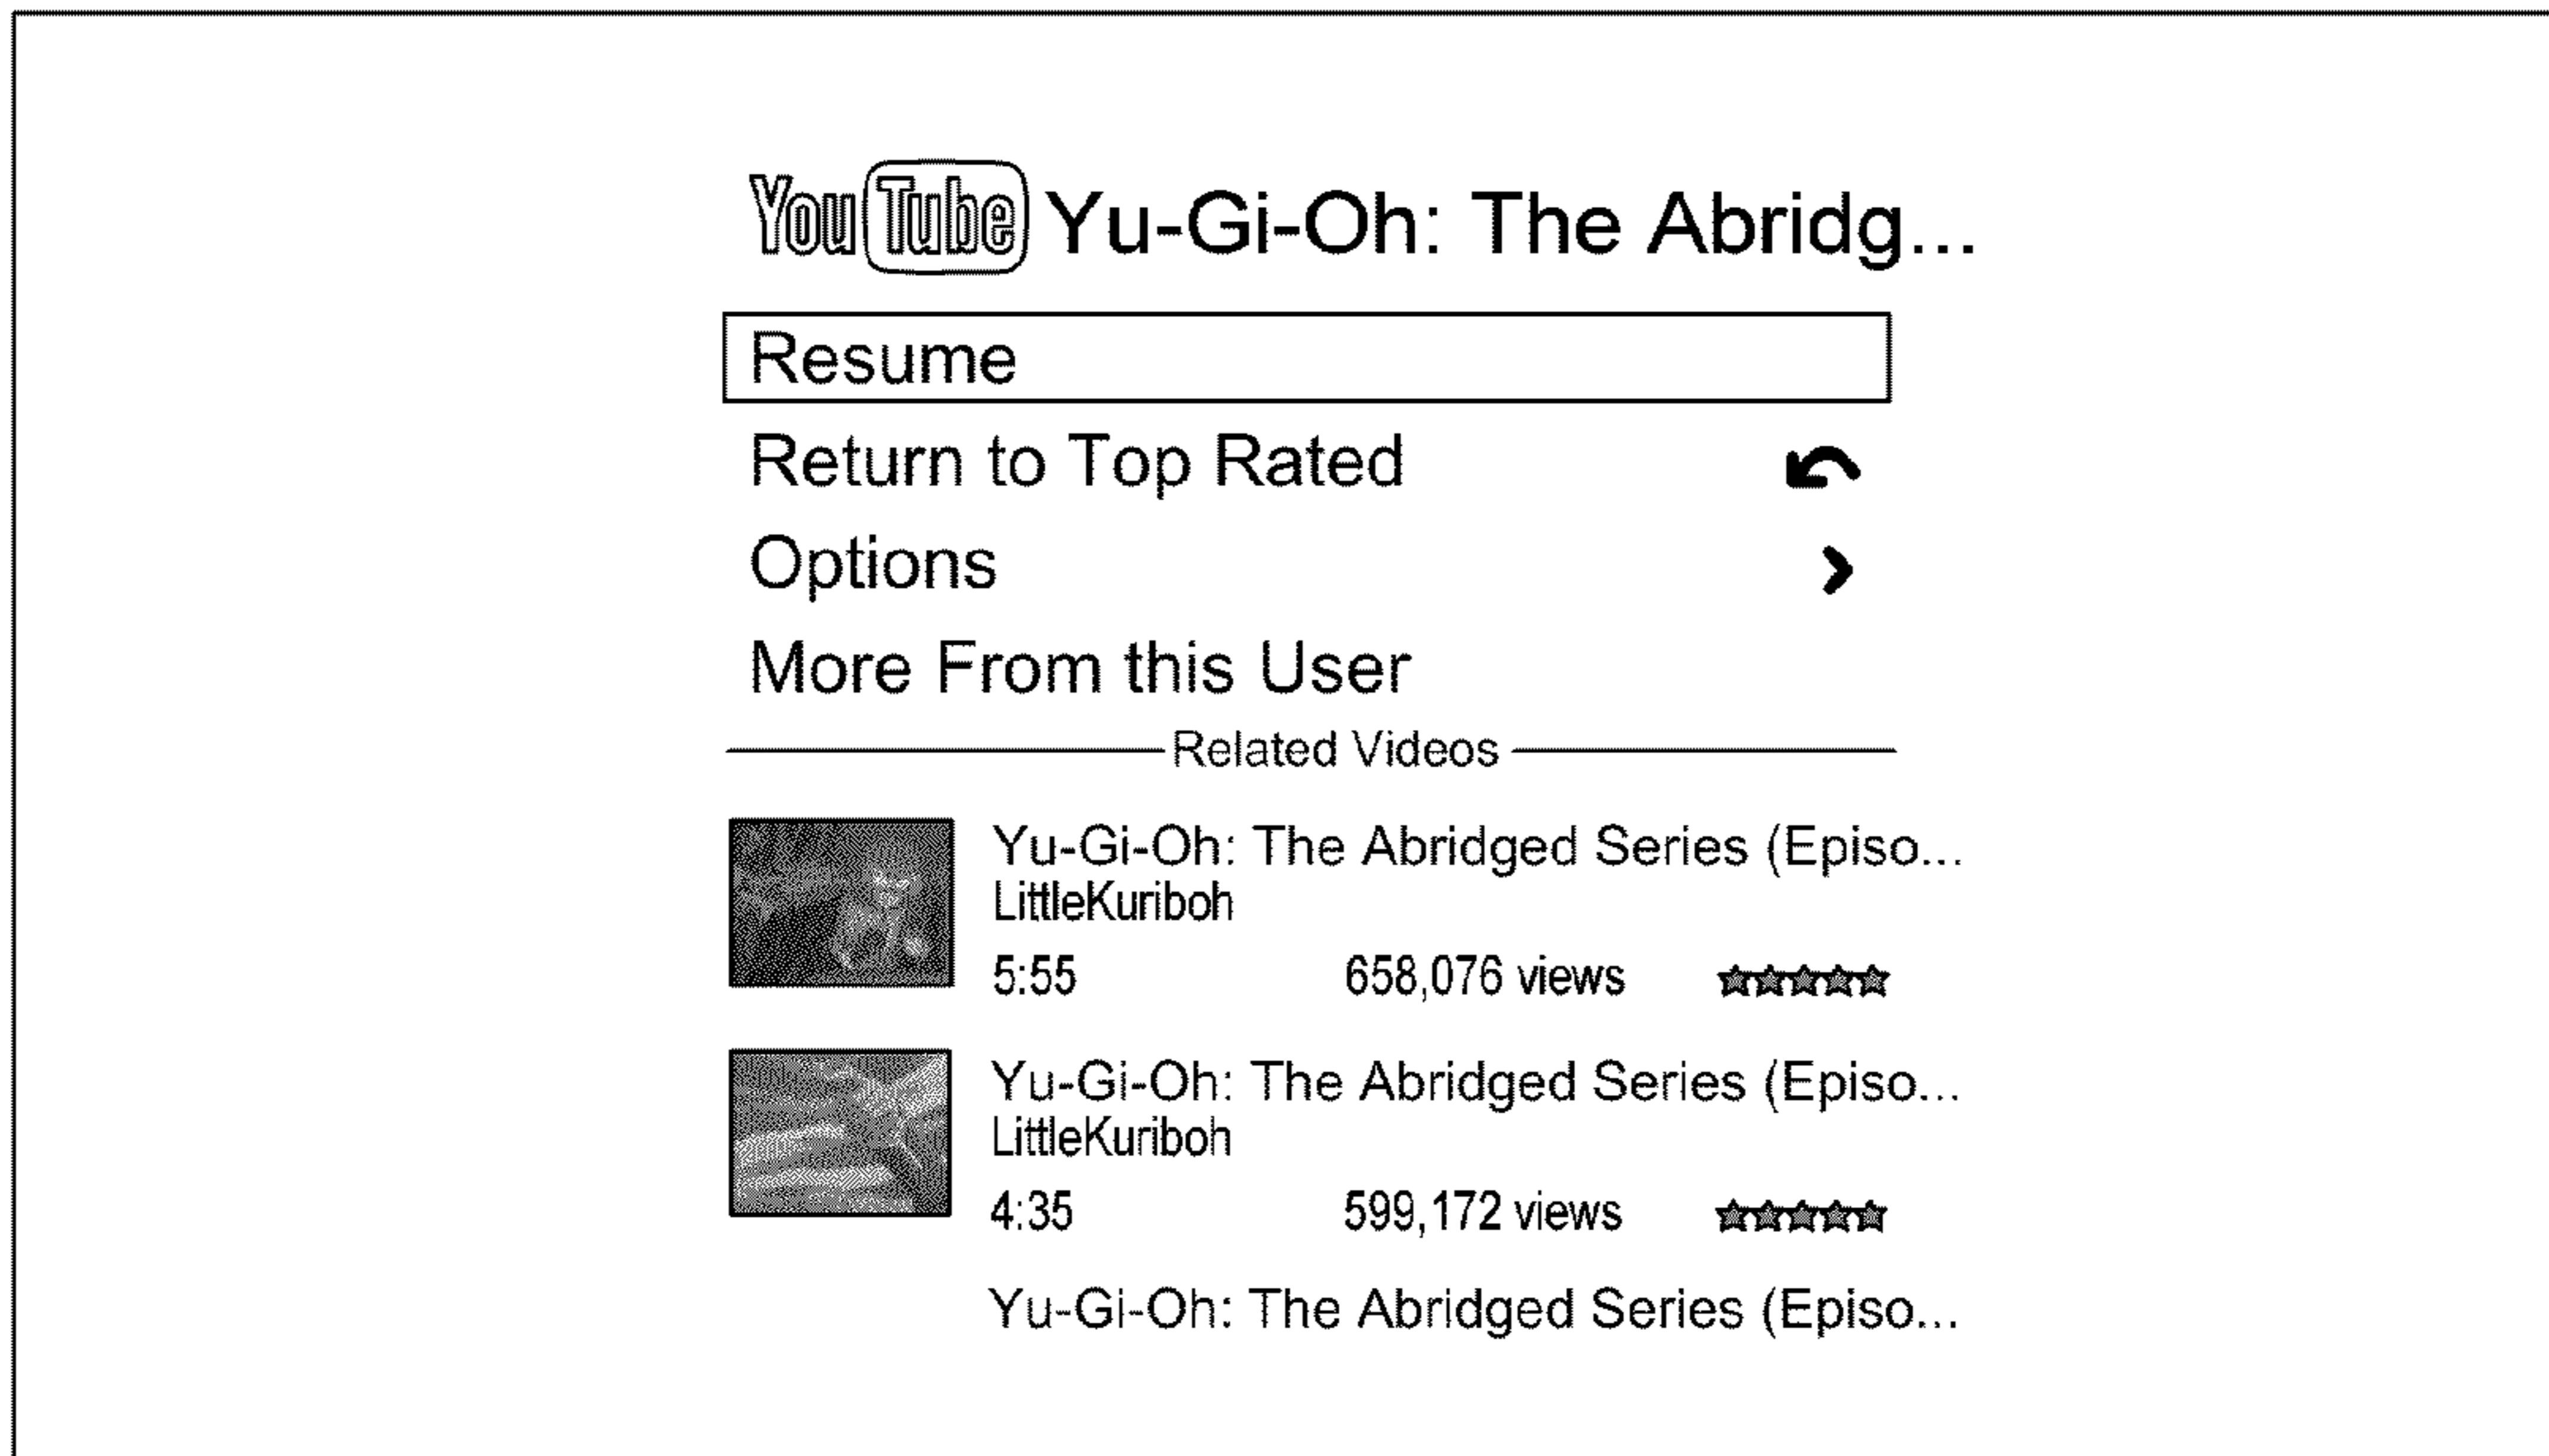 YouTube Yu-Gi-Oh: The Abridg...
Resume
Return to Top Rated
Options
More From this User
Related Videos
Yu-Gi-Oh: The Abridged Series (Episo...
LittleKuriboh
5:55 658,076 views
Yu-Gi-Oh: The Abridged Series (Episo...
LittleKuriboh
4:35 599,172 views
Yu-Gi-Oh: The Abridged Series (Episo...